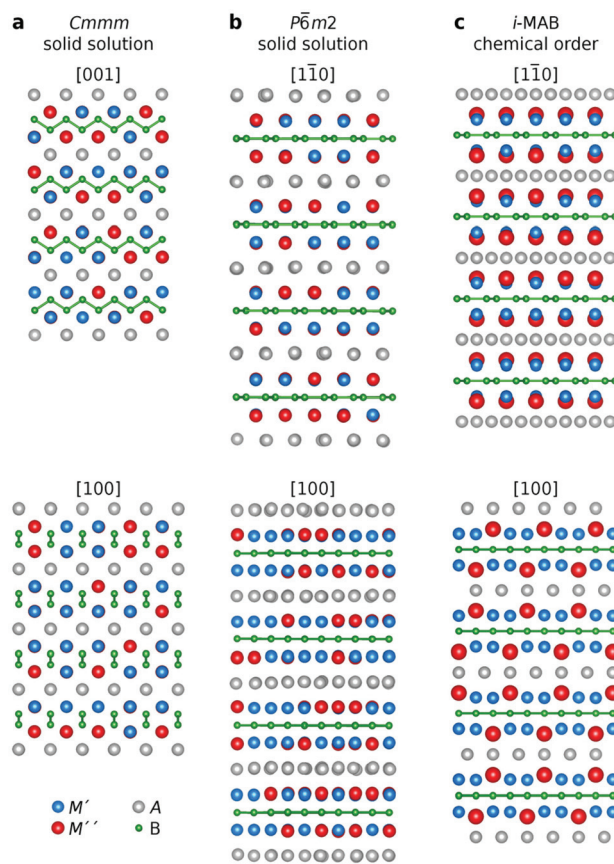 a
Cmmm
solid solution
[001]
b
P6̅m2
solid solution
[11̅0]
c
i-MAB
chemical order
[11̅0]
[100]
[100]
[100]
M′
A
M′′
B